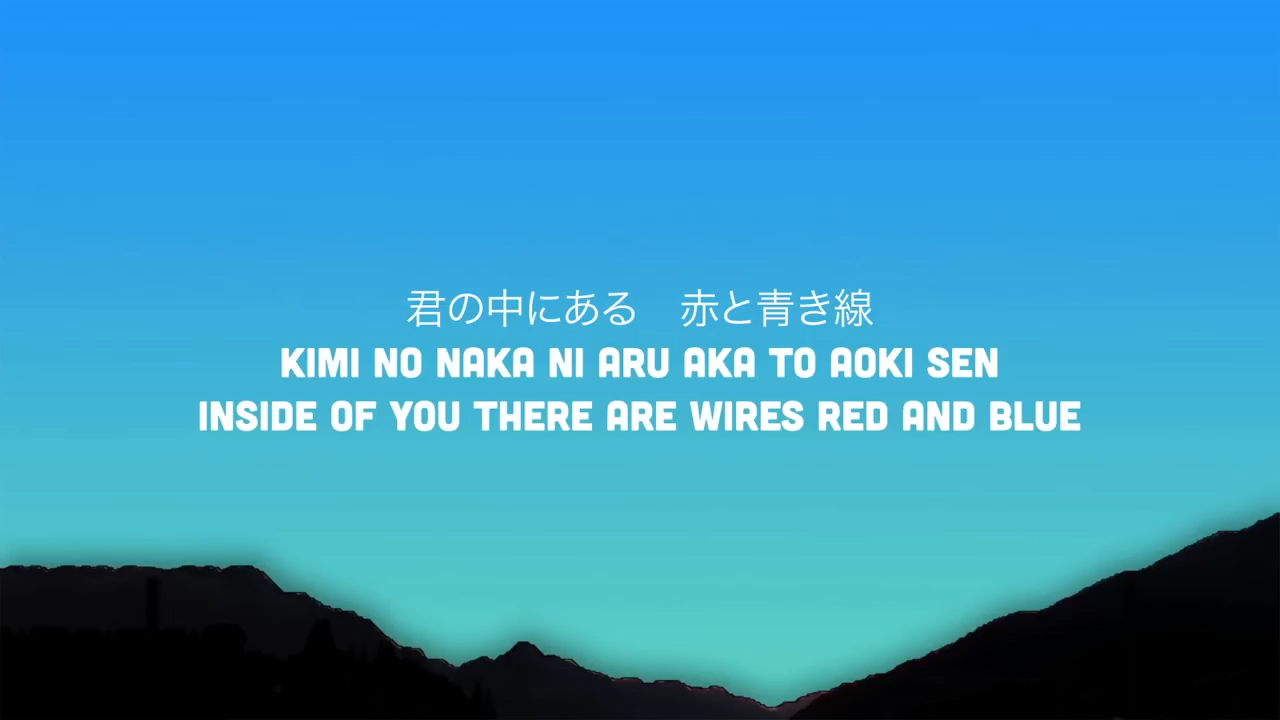 君の中にある　赤と青き線
KIMI NO NAKA NI ARU AKA TO AOKI SEN
INSIDE OF YOU THERE ARE WIRES RED AND BLUE